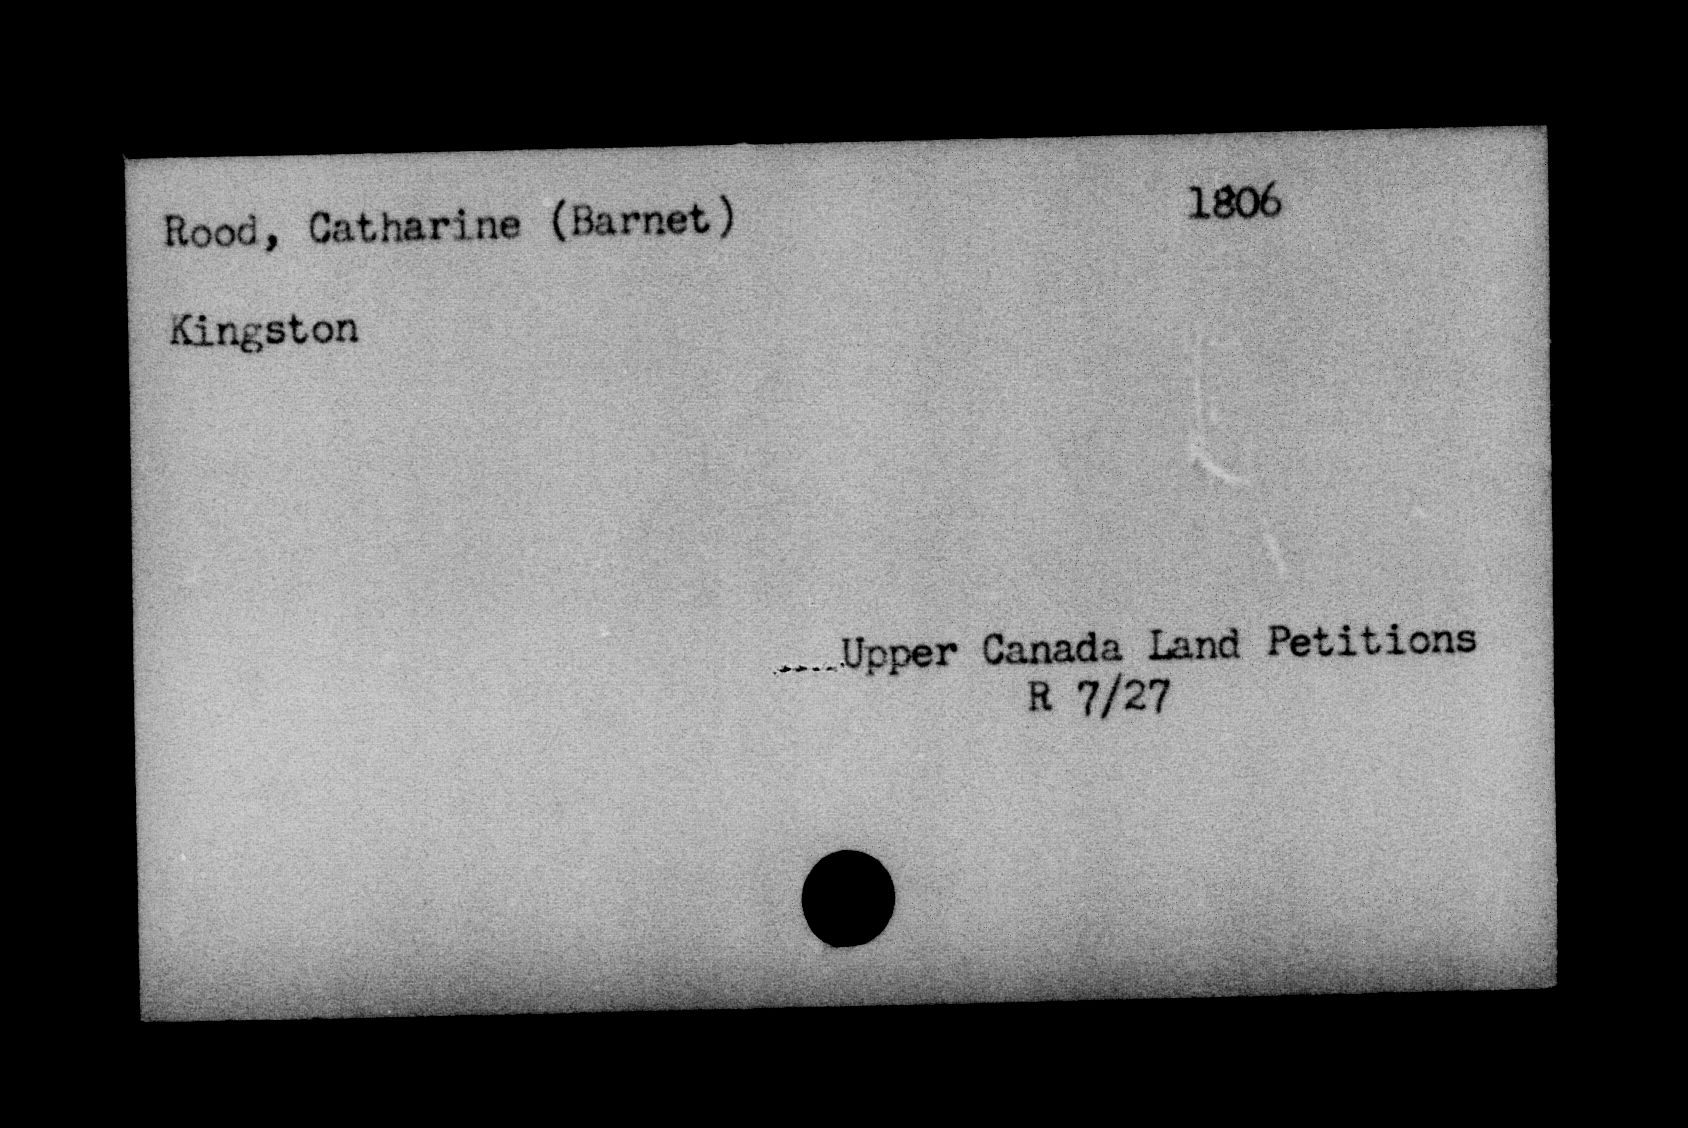 Rood, Catharine (Barnet) 1806
Kingston
Upper Canada Land Petitions
R 7/27